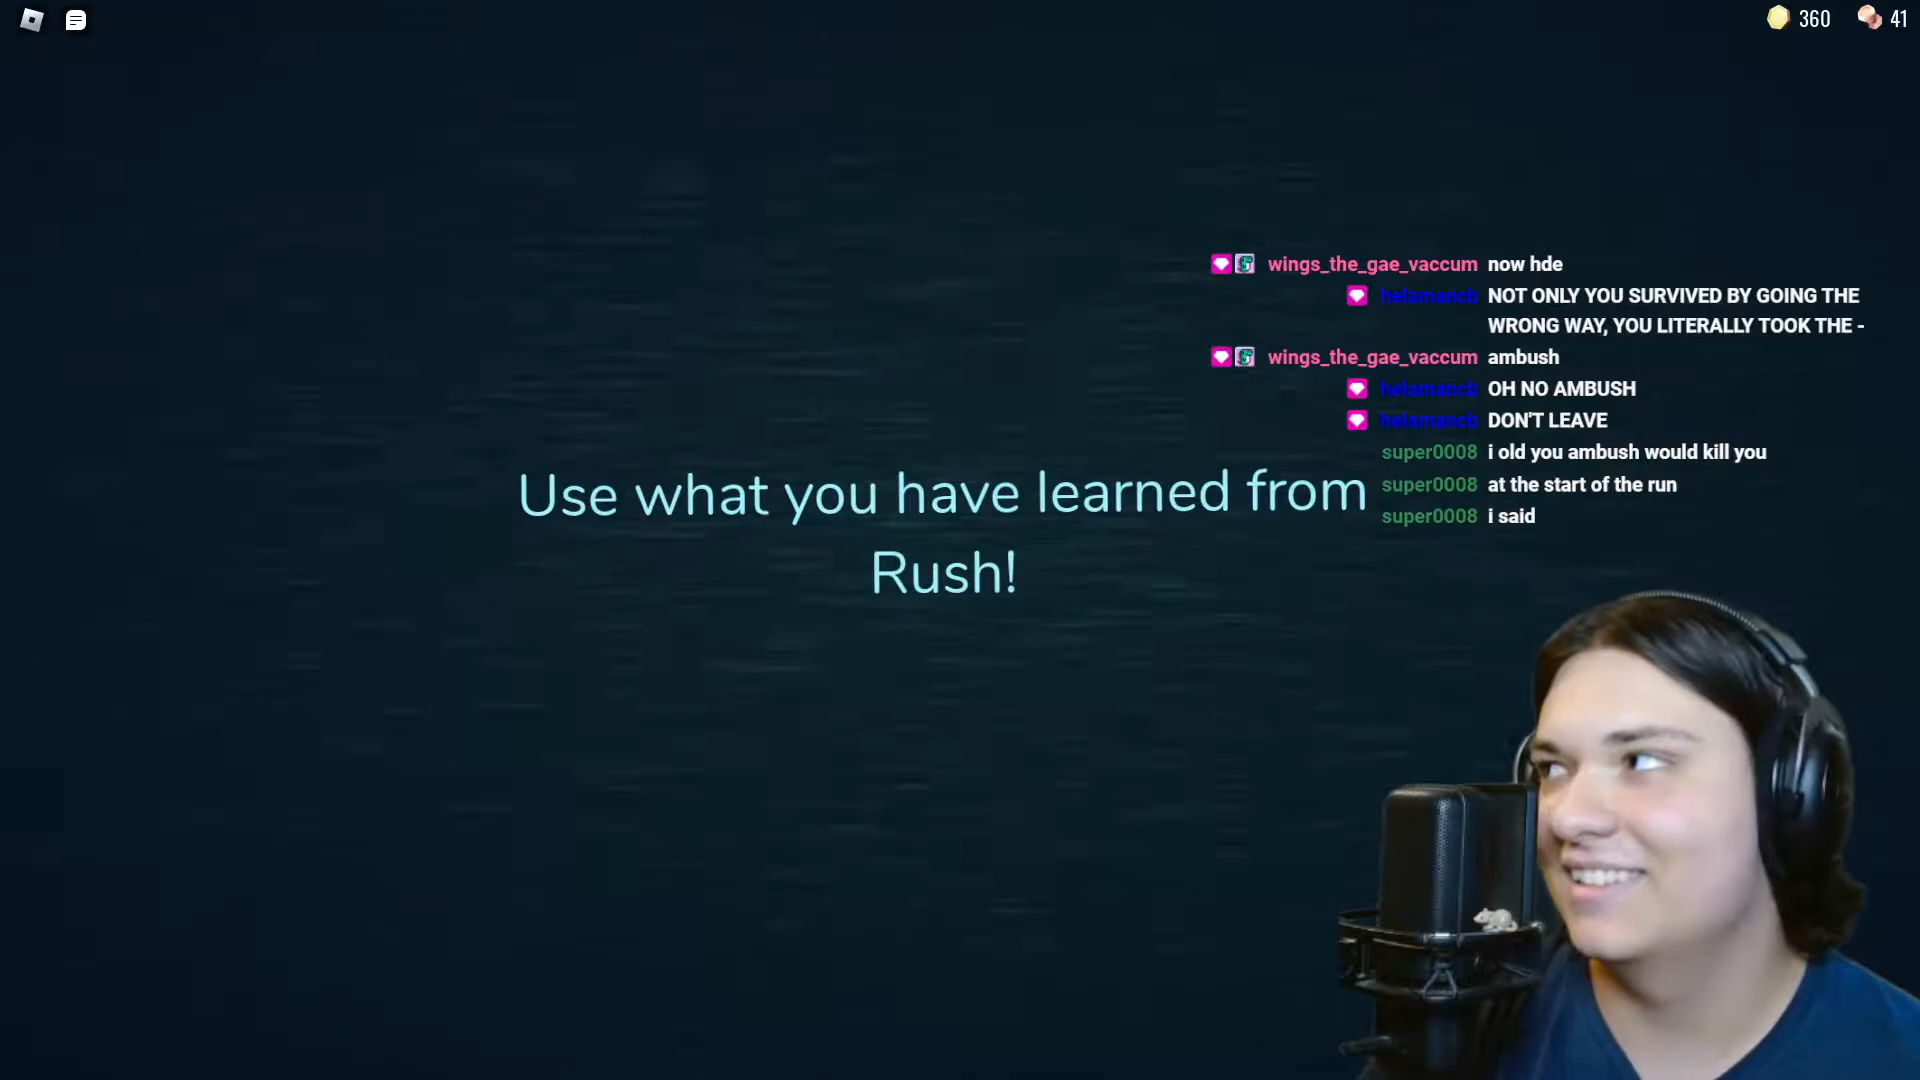 360 41
wings_the_gae_vaccum now hde
helamancb NOT ONLY YOU SURVIVED BY GOING THE
WRONG WAY, YOU LITERALLY TOOK THE -
wings_the_gae_vaccum ambush
helamancb OH NO AMBUSH
helamancb DON'T LEAVE
super0008 i old you ambush would kill you
super0008 at the start of the run
super0008 i said
Use what you have learned from
Rush!